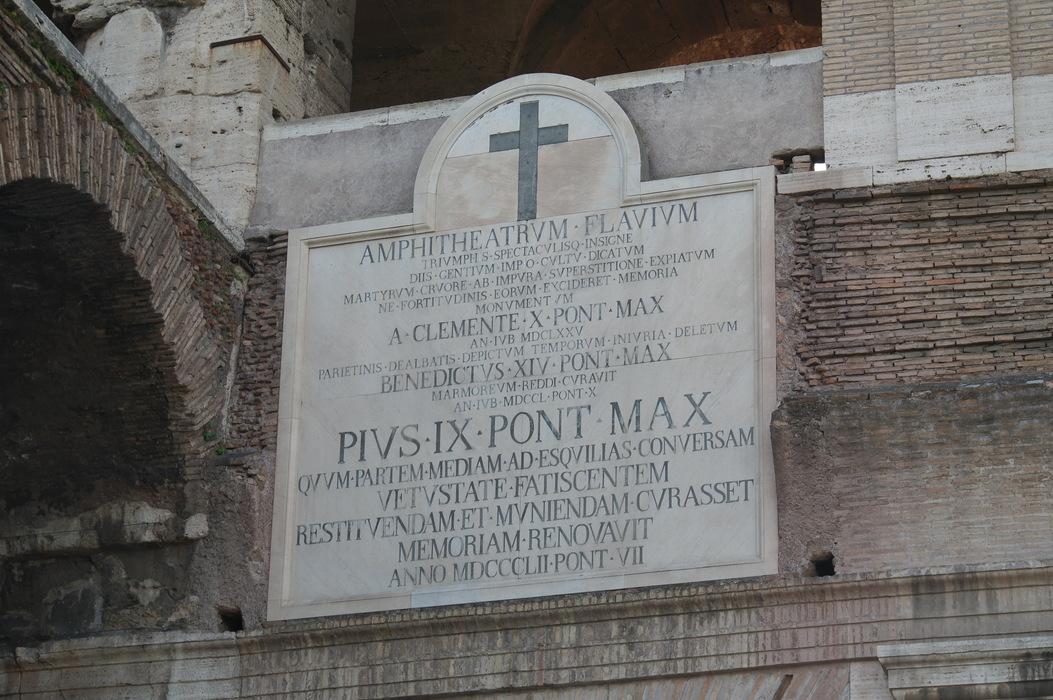 AMPHITHEATRVM · FLAVIVM
TRIVMPHIS · SPECTACVLISQ · INSIGNE
DIIS · GENTIVM · IMPIO · CVLTV · DICATVM
MARTYRVM · CRVORE · AB · IMPVRA · SVPERSTITIONE · EXPIATVM
NE · FORTITVDINIS · EORVM · EXCIDERET · MEMORIA
MONVMENTVM
A · CLEMENTE · X · PONT · MAX
AN · IVB · MDCLXXV
PARIETINIS · DEALBATIS · DEPICTVM · TEMPORVM · INIVRIA · DELETVM
BENEDICTVS · XIV · PONT · MAX
MARMOREVM · REDDI · CVRAVIT
AN · IVB · MDCCL · PONT · X
PIVS · IX · PONT · MAX
QVVM · PARTEM · MEDIAM · AD · ESQVILIAS · CONVERSAM
VETVSTATE · FATISCENTEM
RESTITVENDAM · ET · MVNIENDAM · CVRASSET
MEMORIAM · RENOVAVIT
ANNO MDCCCLII · PONT · VII